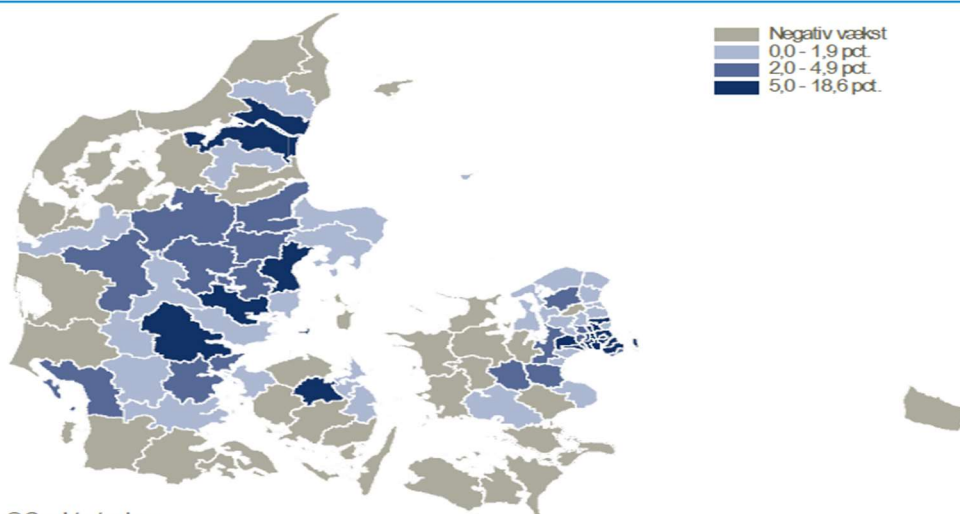 Negativ vækst
0,0 - 1,9 pct.
2,0 - 4,9 pct.
5,0 - 18,6 pct.